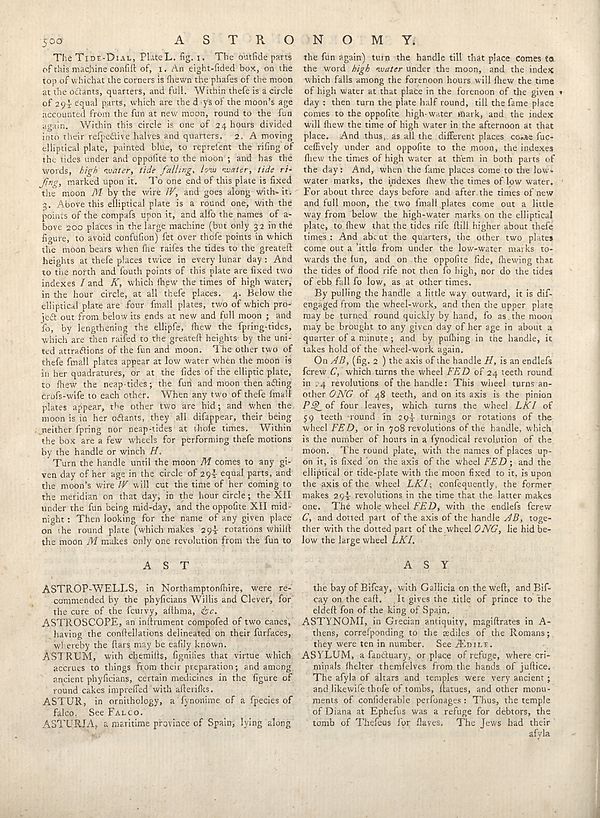 500
ASTRONOMY.
The TIDE-DIAL, Plate L. fig. 1. The outſide parts
of this machine conſiſt of, 1. An eight-ſided box, on the
top of which at the corners is ſhewn the phaſes of the moon
at the octants, quarters, and full. Within theſe is a circle
of 29½ equal parts, which are the days of the moon's age
accounted from the ſun at new moon, round to the ſun
again. Within this circle is one of 24 hours divided
into their reſpective halves and quarters. 2. A moving
elliptical plate, painted blue, to repreſent the riſing of
the tides under and oppoſite to the moon; and has the
words, high water, tide falling, low water, tide ri-
ſing, marked upon it. To one end of this plate is fixed
the moon M by the wire W, and goes along with it.
3. Above this elliptical plate is a round one, with the
points of the compaſs upon it, and alſo the names of a-
bove 200 places in the large machine (but only 32 in the
figure, to avoid confuſion) ſet over thoſe points in which
the moon bears when ſhe raiſes the tides to the greateſt
heights at theſe places twice in every lunar day: And
to the north and ſouth points of this plate are fixed two
indexes I and K, which ſhew the times of high water,
in the hour circle, at all theſe places. 4. Below the
elliptical plate are four ſmall plates, two of which pro-
ject out from below its ends at new and full moon; and
ſo, by lengthening the ellipſe, ſhew the ſpring-tides,
which are then raiſed to the greateſt heights by the uni-
ted attractions of the ſun and moon. The other two of
theſe ſmall plates appear at low water when the moon is
in her quadratures, or at the ſides of the elliptic plate,
to ſhew the neap-tides; the ſun and moon then acting
croſs-wiſe to each other. When any two of theſe ſmall
plates appear, the other two are hid; and when the
moon is in her octants, they all diſappear, their being
neither ſpring nor neap-tides at thoſe times. Within
the box are a few wheels for performing theſe motions
by the handle or winch H.
Turn the handle until the moon M comes to any gi-
ven day of her age in the circle of 29½ equal parts, and
the moon's wire W will cut the time of her coming to
the meridian on that day, in the hour circle; the XII
under the ſun being mid-day, and the oppoſite XII mid-
night: Then looking for the name of any given place
on the round plate (which makes 29½ rotations whilſt
the moon M makes only one revolution from the ſun to
the ſun again) turn the handle till that place comes to
the word high water under the moon, and the index
which falls among the forenoon hours will ſhew the time
of high water at that place in the forenoon of the given
day: then turn the plate half round, till the ſame place
comes to the oppoſite high-water mark, and the index
will ſhew the time of high water in the afternoon at that
place. And thus, as all the different places come ſuc-
ceſſively under and oppoſite to the moon, the indexes
ſhew the times of high water at them in both parts of
the day: And, when the ſame places come to the low-
water marks, the indexes ſhew the times of low water.
For about three days before and after the times of new
and full moon, the two ſmall plates come out a little
way from below the high-water marks on the elliptical
plate, to ſhew that the tides riſe ſtill higher about theſe
times: And about the quarters, the other two plates
come out a little from under the low-water marks to-
wards the ſun, and on the oppoſite ſide, ſhewing that
the tides of flood riſe not then ſo high, nor do the tides
of ebb fall ſo low, as at other times.
By pulling the handle a little way outward, it is diſ-
engaged from the wheel-work, and then the upper plate
may be turned round quickly by hand, ſo as the moon
may be brought to any given day of her age in about a
quarter of a minute; and by puſhing in the handle, it
takes hold of the wheel-work again.
On AB, (fig. 2) the axis of the handle H, is an endleſs
ſcrew C, which turns the wheel FED of 24 teeth round
in 24 revolutions of the handle: This wheel turns an-
other ONG of 48 teeth, and on its axis is the pinion
PQ of four leaves, which turns the wheel LKI of
59 teeth round in 29½ turnings or rotations of the
wheel FED, or in 708 revolutions of the handle, which
is the number of hours in a ſynodical revolution of the
moon. The round plate, with the names of places up-
on it, is fixed on the axis of the wheel FED; and the
elliptical or tide-plate with the moon fixed to it, is upon
the axis of the wheel LKI; conſequently, the former
makes 29½ revolutions in the time that the latter makes
one. The whole wheel FED, with the endleſs ſcrew
C, and dotted part of the axis of the handle AB, toge-
ther with the dotted part of the wheel ONG, lie hid be-
low the large wheel LKI.
A S T
ASTROP-WELLS, in Northamptonſhire, were re-
commended by the phyſicians Willis and Clever, for
the cure of the ſcurvy, aſthma, &c.
ASTROSCOPE, an inſtrument compoſed of two canes,
having the conſtellations delineated on their ſurfaces,
whereby the ſtars may be eaſily known.
ASTRUM, with chemiſts, ſignifies that virtue which
accrues to things from their preparation; and among
ancient phyſicians, certain medicines in the figure of
round cakes impreſſed with aſteriſks.
ASTUR, in ornithology, a ſynonime of a ſpecies of
falco. See FALCO.
ASTURIA, a maritime province of Spain, lying along
A S Y
the bay of Biſcay, with Gallicia on the weſt, and Biſ-
cay on the eaſt. It gives the title of prince to the
eldeſt ſon of the king of Spain.
ASTYNOMI, in Grecian antiquity, magiſtrates in A-
thens, correſponding to the ædiles of the Romans;
they were ten in number. See ÆDILE.
ASYLUM, a ſanctuary, or place of refuge, where cri-
minals ſhelter themſelves from the hands of juſtice.
The aſyla of altars and temples were very ancient;
and likewiſe thoſe of tombs, ſtatues, and other monu-
ments of conſiderable perſonages: Thus, the temple
of Diana at Epheſus was a refuge for debtors, the
tomb of Theſeus for ſlaves. The Jews had their
aſyla